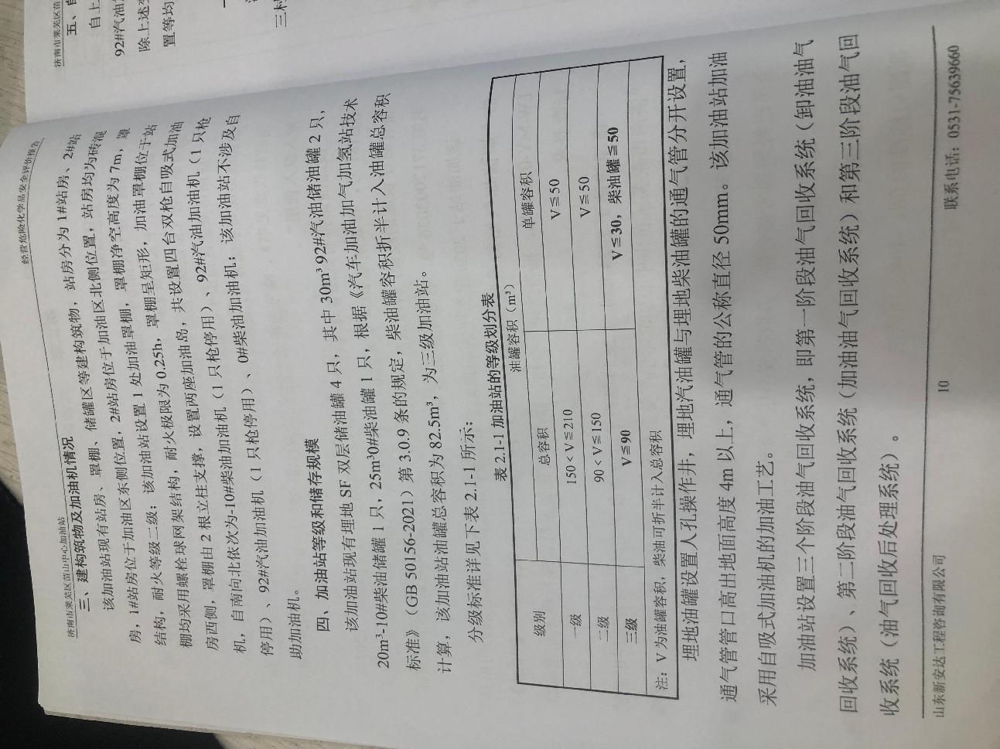 济南市莱芜区苗山中心加油站 经营危险化学品安全评价报告
三、建构筑物及加油机情况
该加油站现有站房、罩棚、储罐区等建构筑物，站房分为 1#站房、2#站
房，1#站房位于加油区东侧位置，2#站房位于加油区北侧位置，站房均为砖混
结构，耐火等级二级；该加油站设置 1 处加油罩棚，罩棚净空高度为 7m，罩
棚均采用螺栓球网架结构，耐火极限为 0.25h，罩棚呈矩形，加油罩棚位于站
房西侧，罩棚由 2 根立柱支撑，设置两座加油岛，共设置四台双枪自吸式加油
机，自南向北依次为-10#柴油加油机（1 只枪停用）、92#汽油加油机（1 只枪
停用）、92#汽油加油机（1 只枪停用）、0#柴油加油机；该加油站不涉及自
助加油机。
四、加油站等级和储存规模
该加油站现有埋地 SF 双层储油罐 4 只，其中 30m³ 92#汽油储油罐 2 只，
20m³-10#柴油储罐 1 只，25m³0#柴油罐 1 只，根据《汽车加油加气加氢站技术
标准》（GB 50156-2021）第 3.0.9 条的规定，柴油罐容积折半计入油罐总容积
计算，该加油站油罐总容积为 82.5m³，为三级加油站。
分级标准详见下表 2.1-1 所示：
表 2.1-1 加油站的等级划分表
级别 油罐容积（m³）
总容积 单罐容积
一级 150＜V≦210 V≦50
二级 90＜V≦150 V≦50
三级 V≦90 V≦30，柴油罐≦50
注：V 为油罐容积，柴油可折半计入总容积
埋地油罐设置人孔操作井，埋地汽油罐与埋地柴油罐的通气管分开设置，
通气管管口高出地面高度 4m 以上，通气管的公称直径 50mm。该加油站加油
采用自吸式加油机的加油工艺。
加油站设置三个阶段油气回收系统，即第一阶段油气回收系统（卸油油气
回收系统）、第二阶段油气回收系统（加油油气回收系统）和第三阶段油气回
收系统（油气回收后处理系统）。
山东新安达工程咨询有限公司 10 联系电话：0531-75639660
济南市莱芜区苗
五、
自上
92#汽油
除上述
置等均
三种